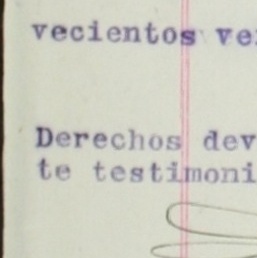 vecientos ve
Derechos dev
te testimoni